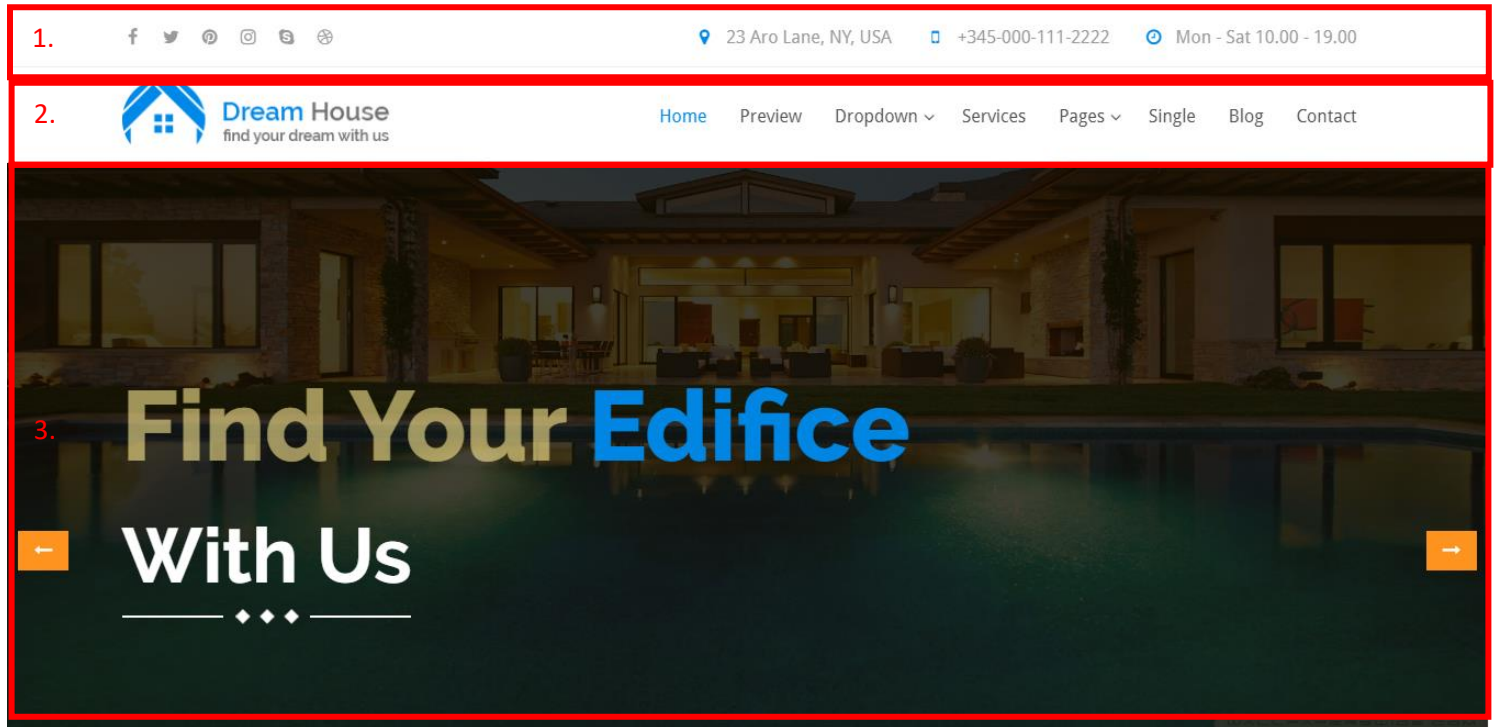 1.
23 Aro Lane, NY, USA +345-000-111-2222 Mon - Sat 10.00 - 19.00
2.
Dream House
find your dream with us
Home Preview Dropdown Services Pages Single Blog Contact
3.
Find Your Edifice
With Us